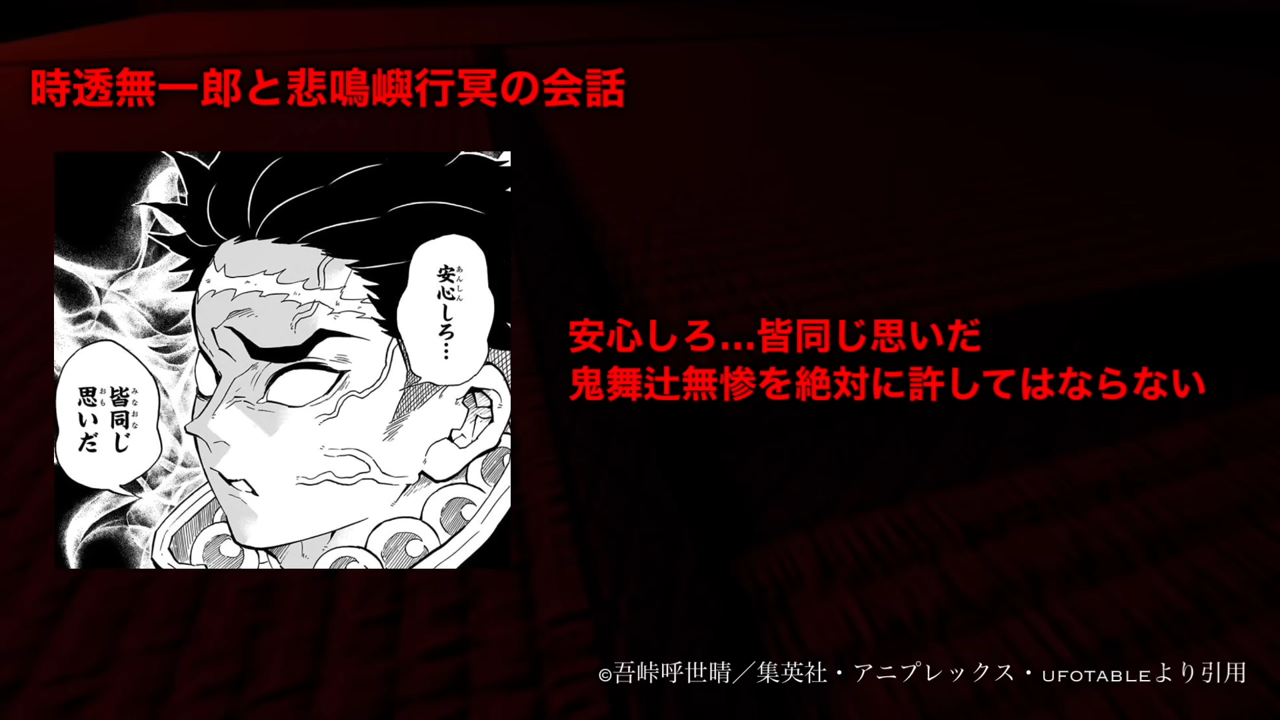 時透無一郎と悲鳴嶼行冥の会話
安心しろ…
皆同じ
思いだ
安心しろ...皆同じ思いだ
鬼舞辻無惨を絶対に許してはならない
©吾峠呼世晴／集英社・アニプレックス・UFOTABLEより引用